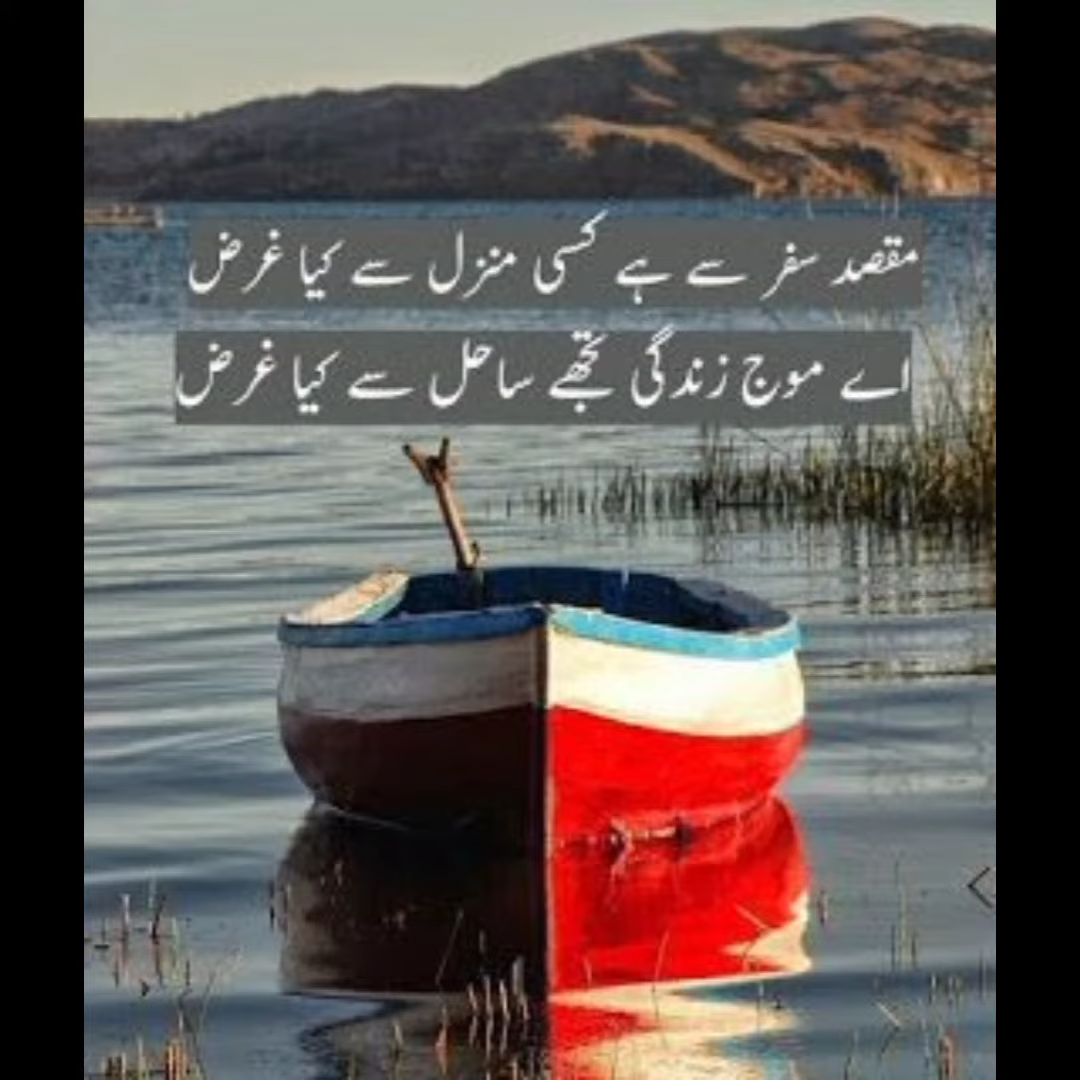 مقصد سفر سے ہے کسی منزل سے کیا غرض
اے موج زندگی تجھے ساحل سے کیا غرض